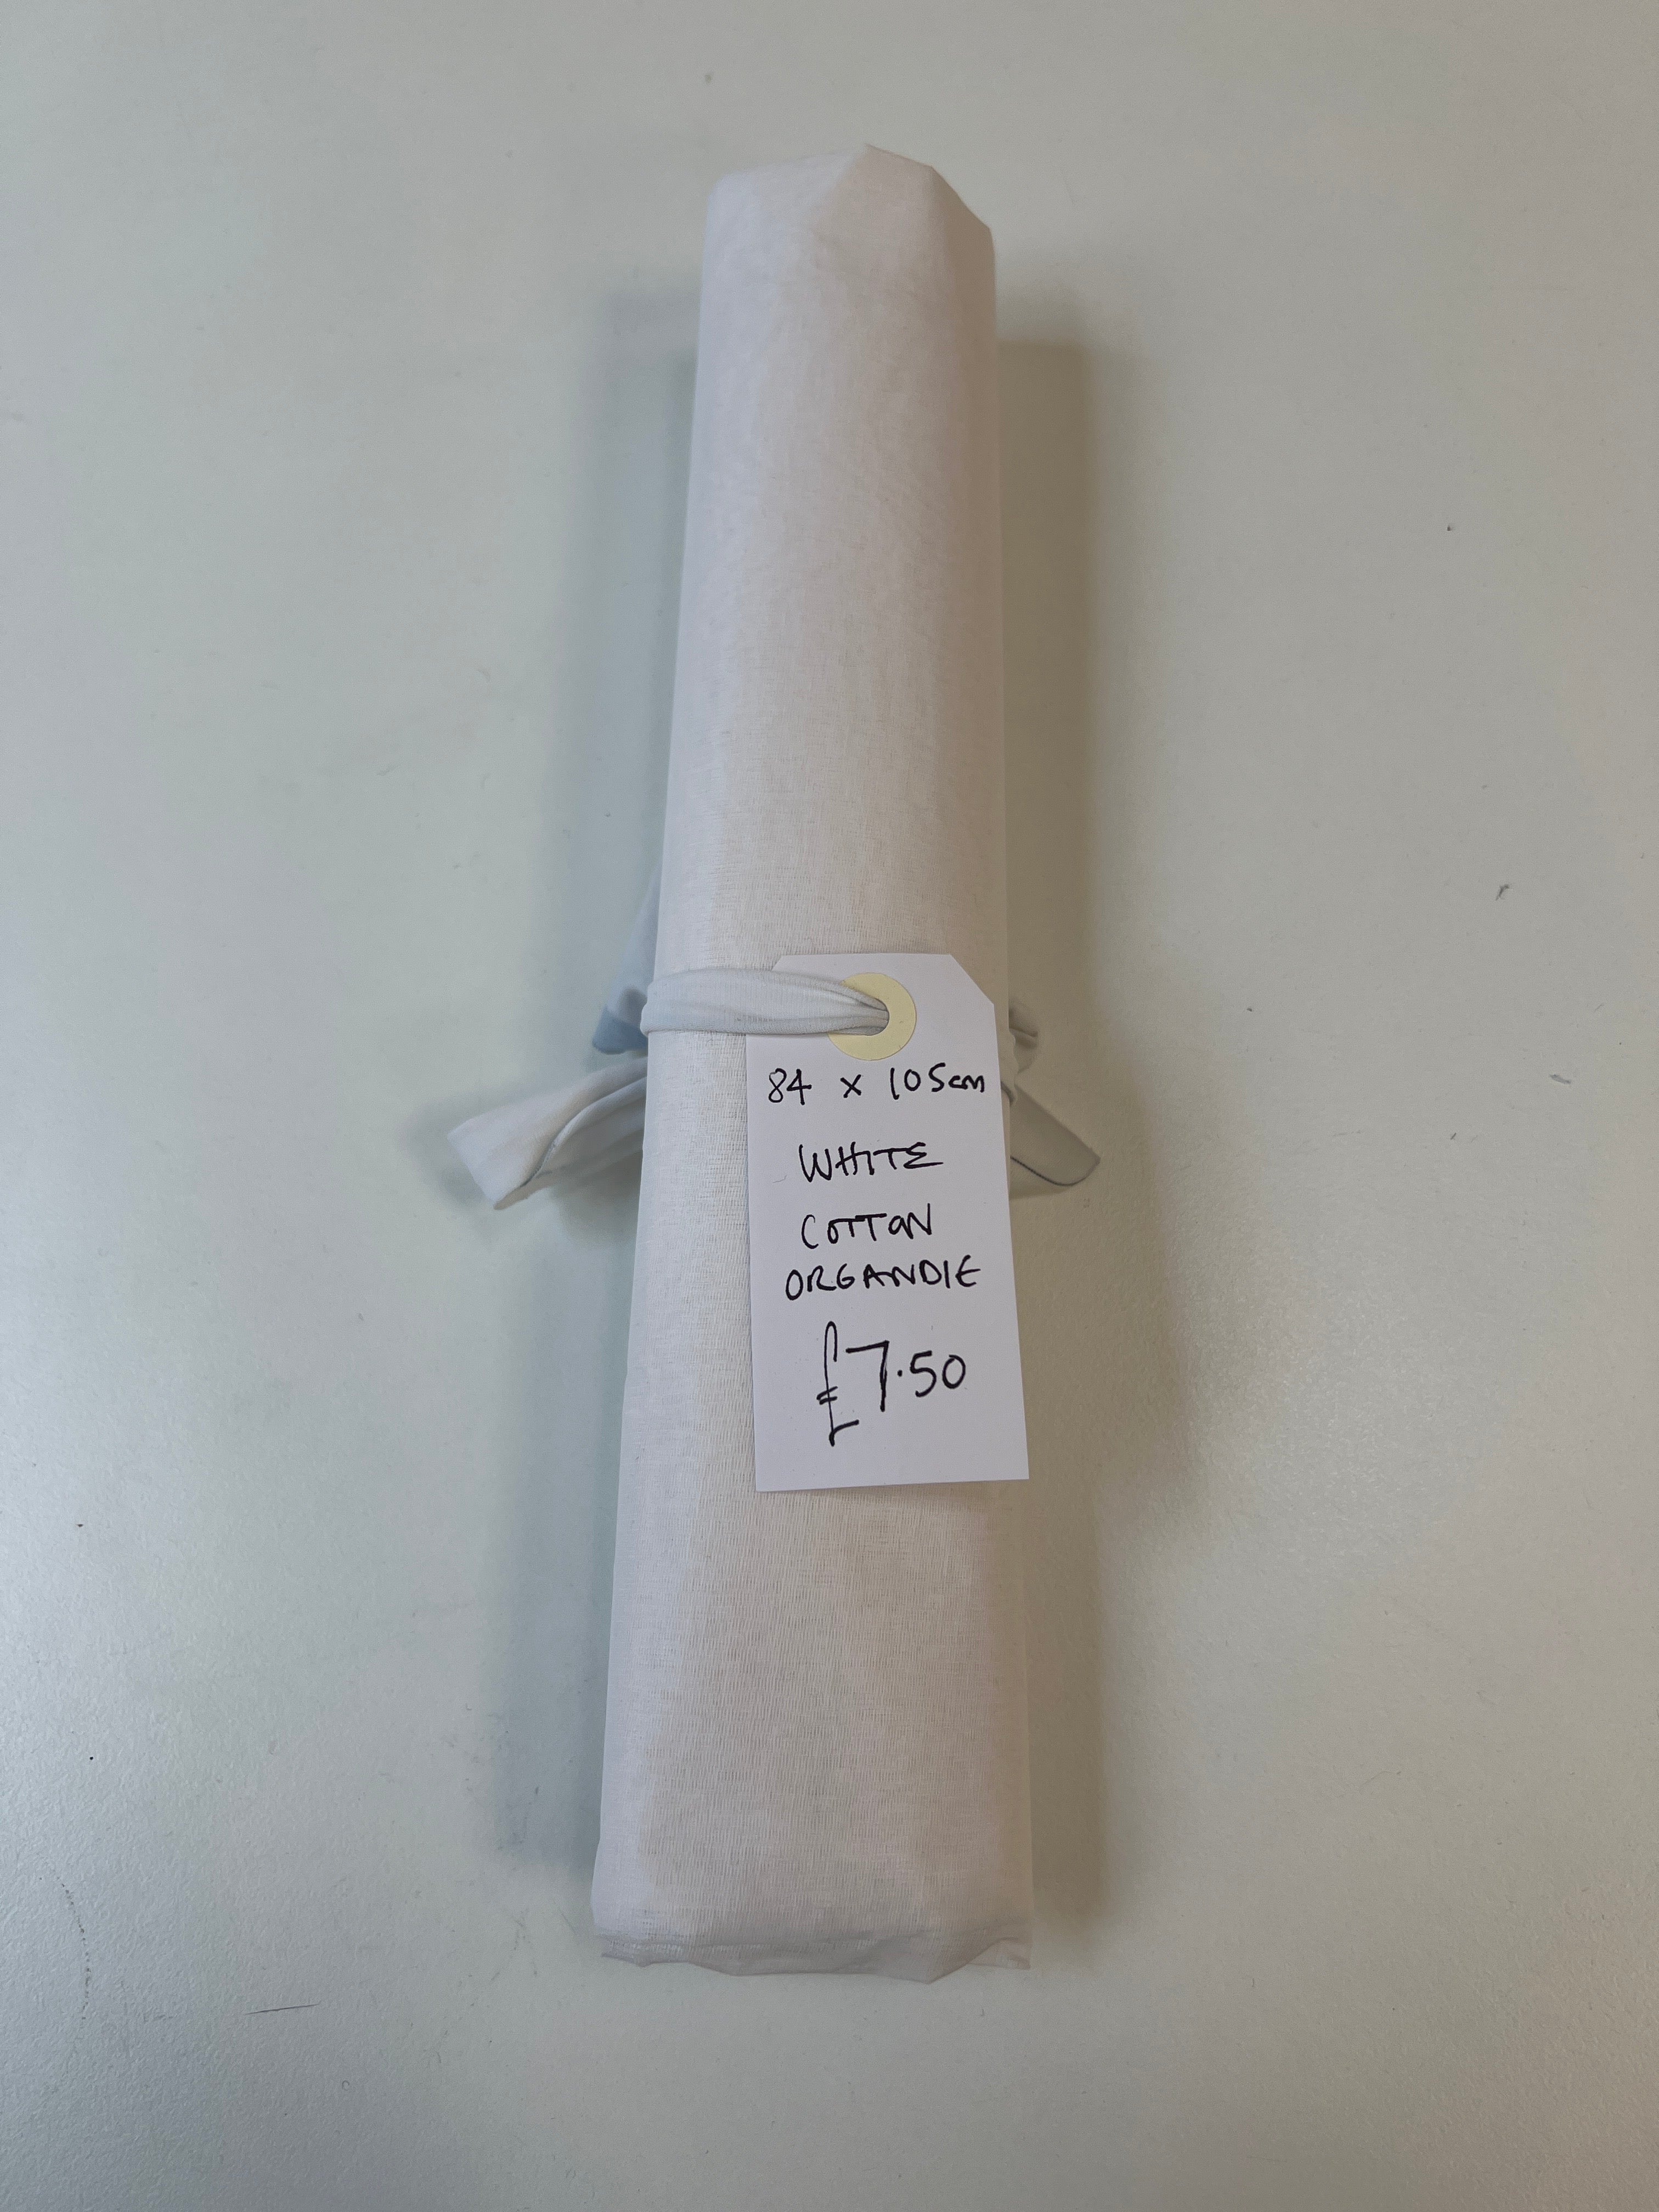 84 x 105cm
WHITE
COTTON
ORGANDIE
£7.50